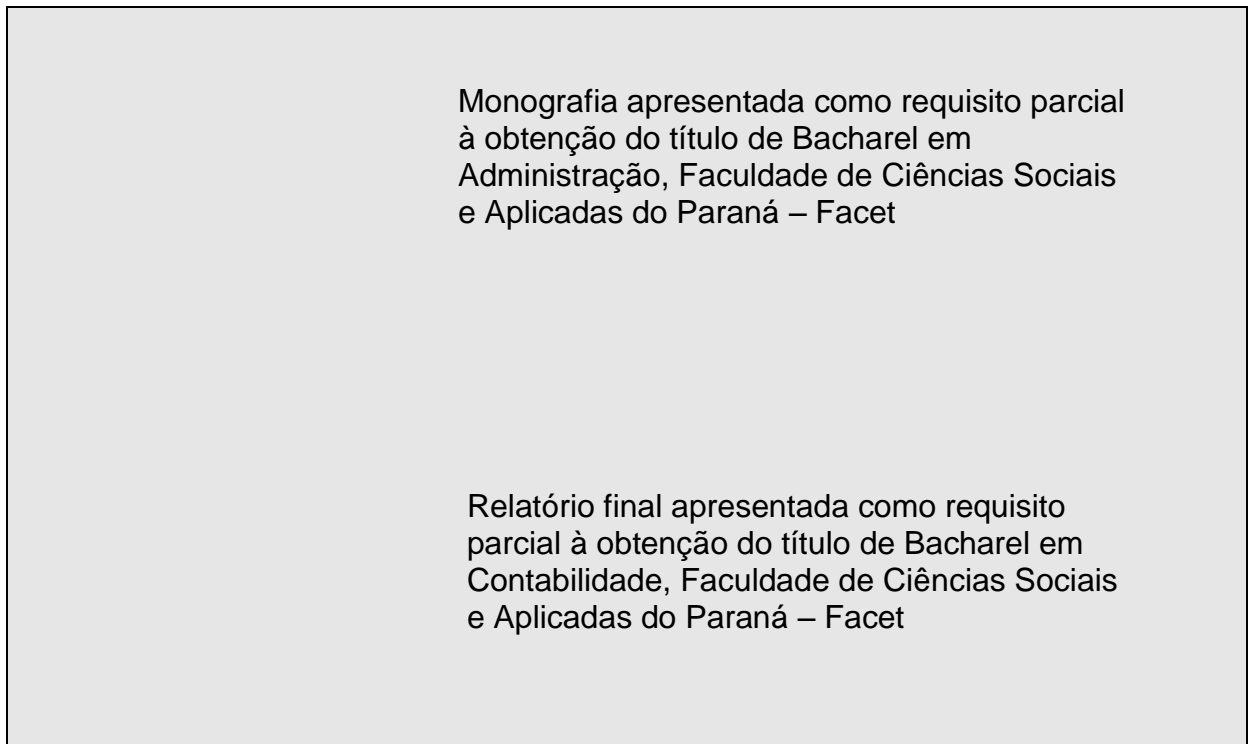 Monografia apresentada como requisito parcial
à obtenção do título de Bacharel em
Administração, Faculdade de Ciências Sociais
e Aplicadas do Paraná – Facet
Relatório final apresentada como requisito
parcial à obtenção do título de Bacharel em
Contabilidade, Faculdade de Ciências Sociais
e Aplicadas do Paraná – Facet